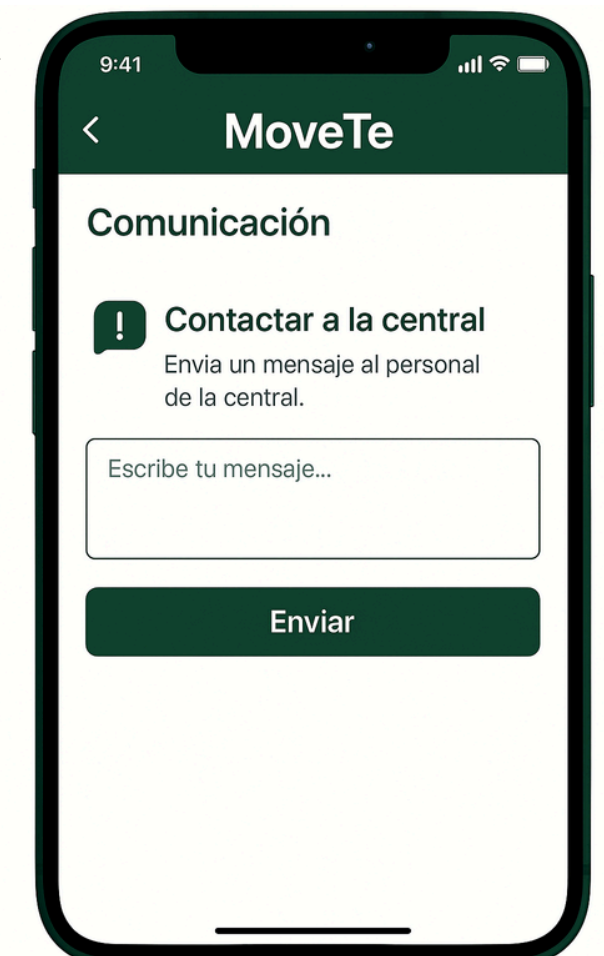 9:41
MoveTe
Comunicación
Contactar a la central
Envia un mensaje al personal
de la central.
Escribe tu mensaje...
Enviar